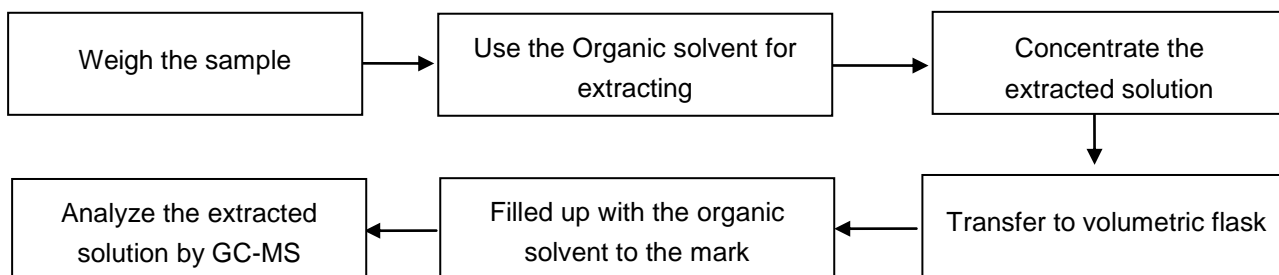 Weigh the sample
Use the Organic solvent for
extracting
Concentrate the
extracted solution
Transfer to volumetric flask
Filled up with the organic
solvent to the mark
Analyze the extracted
solution by GC-MS